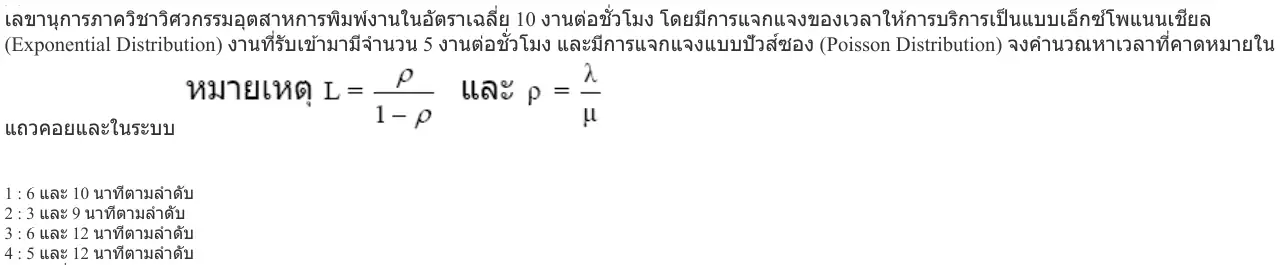 เลขานุการภาควิชาวิศวกรรมอุตสาหการพิมพ์งานในอัตราเฉลี่ย 10 งานต่อชั่วโมง โดยมีการแจกแจงของเวลาให้การบริการเป็นแบบเอ็กซ์โพแนนเชียล
(Exponential Distribution) งานที่รับเข้ามามีจำนวน 5 งานต่อชั่วโมง และมีการแจกแจงแบบปัวส์ซอง (Poisson Distribution) จงคำนวณหาเวลาที่คาดหมายใน
หมายเหตุ L = ρ / (1 – ρ) และ ρ = λ / μ
แถวคอยและในระบบ
1 : 6 และ 10 นาทีตามลำดับ
2 : 3 และ 9 นาทีตามลำดับ
3 : 6 และ 12 นาทีตามลำดับ
4 : 5 และ 12 นาทีตามลำดับ